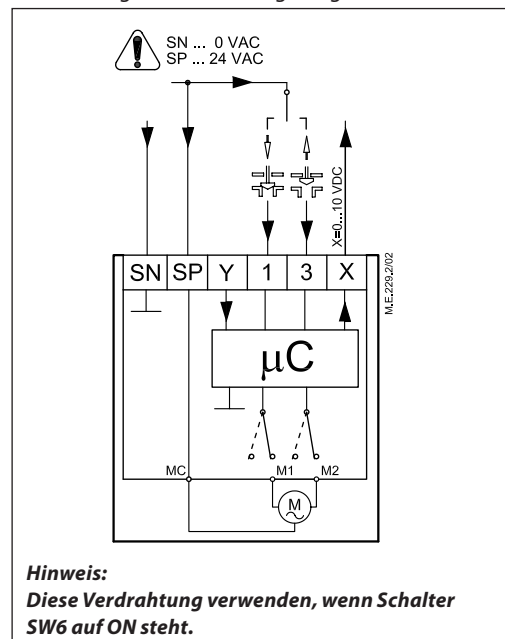 SN ... 0 VAC
SP ... 24 VAC
X=0...10 VDC
SN SP Y 1 3 X
M.E.229.2/02
µC
MC M1 M2
M
Hinweis:
Diese Verdrahtung verwenden, wenn Schalter
SW6 auf ON steht.